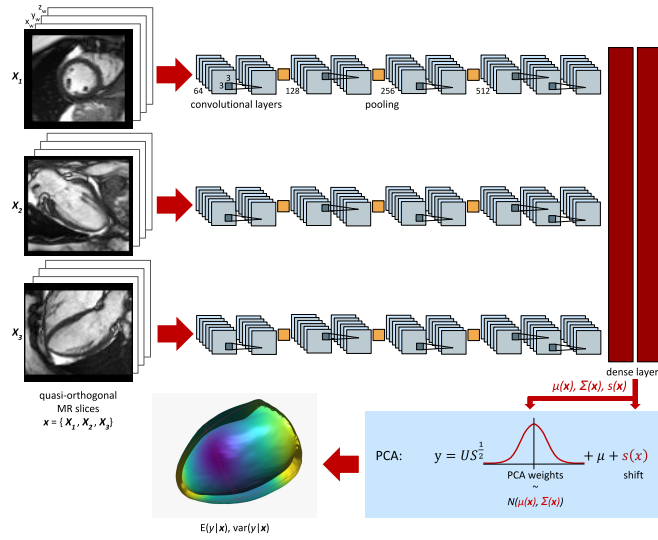 z_w
y_w
x_w
X_1
3
3
64
128
256
512
convolutional layers
pooling
X_2
X_3
dense layer
quasi-orthogonal
MR slices
x = { X_1 , X_2 , X_3 }
μ(x), Σ(x), s(x)
PCA: y = US^{1/2} + μ + s(x)
PCA weights shift
~
N(μ(x), Σ(x))
E(y|x), var(y|x)